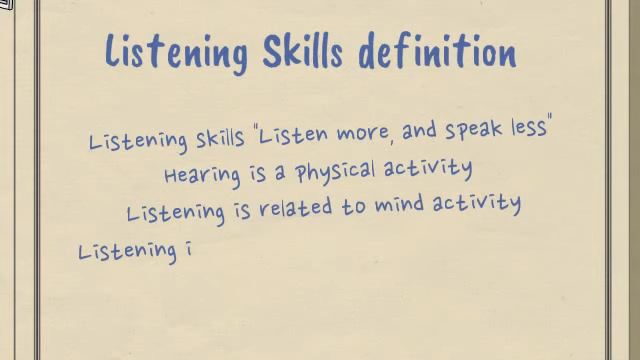 Listening Skills definition
Listening skills "Listen more, and speak less"
Hearing is a physical activity
Listening is related to mind activity
Listening i